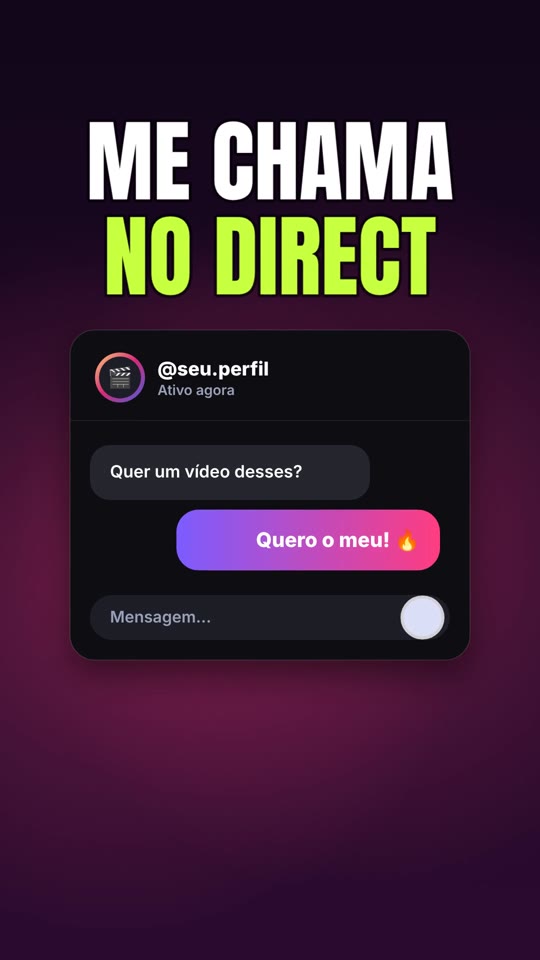 ME CHAMA
NO DIRECT
@seu.perfil
Ativo agora
Quer um vídeo desses?
Quero o meu! 🔥
Mensagem...